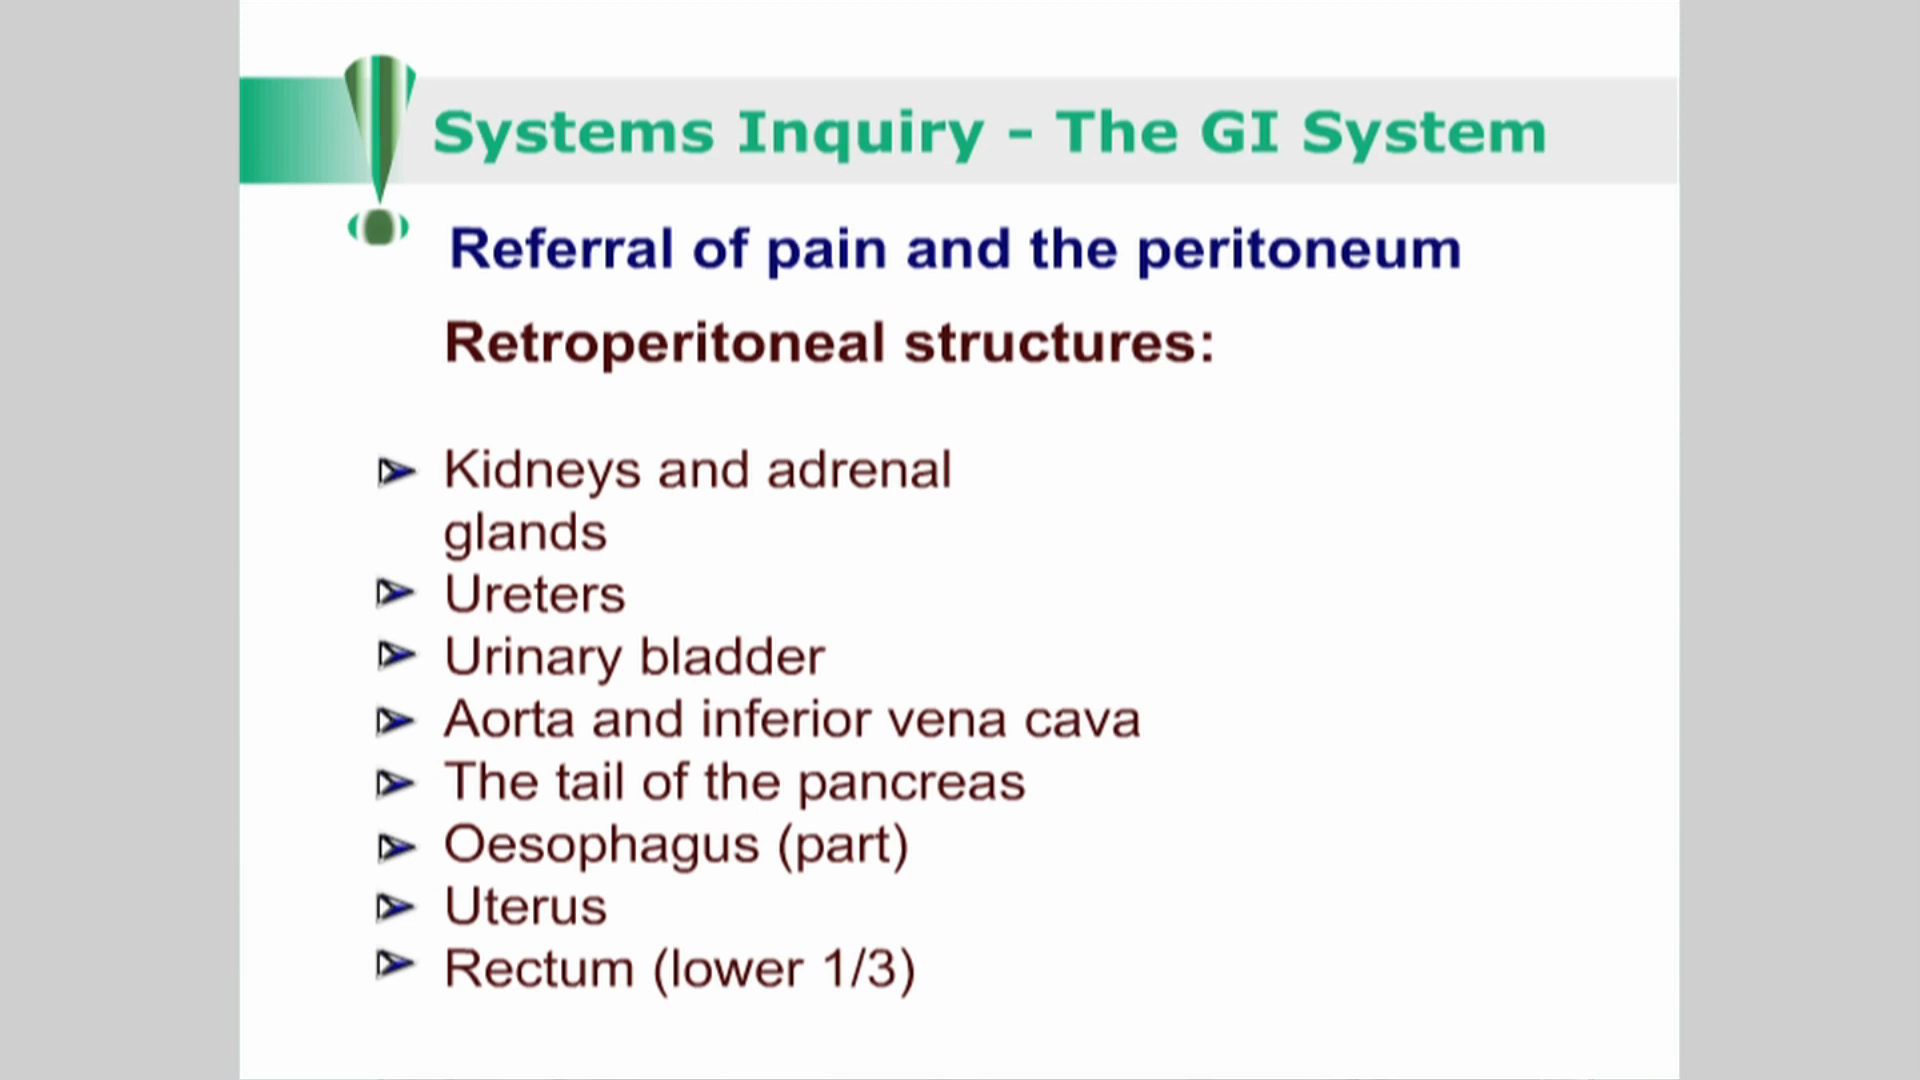 Systems Inquiry - The GI System
Referral of pain and the peritoneum
Retroperitoneal structures:
Kidneys and adrenal
glands
Ureters
Urinary bladder
Aorta and inferior vena cava
The tail of the pancreas
Oesophagus (part)
Uterus
Rectum (lower 1/3)